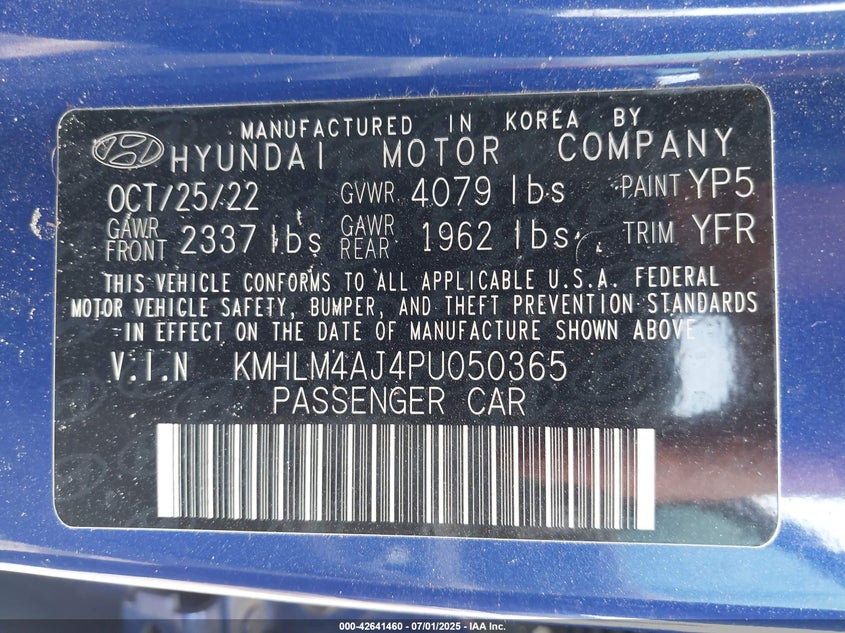 MANUFACTURED IN KOREA BY
HYUNDAI MOTOR COMPANY
OCT/25/22 GVWR 4079 lbs PAINT YP5
GAWR FRONT 2337 lbs GAWR REAR 1962 lbs TRIM YFR
THIS VEHICLE CONFORMS TO ALL APPLICABLE U.S.A. FEDERAL
MOTOR VEHICLE SAFETY, BUMPER, AND THEFT PREVENTION STANDARDS
IN EFFECT ON THE DATE OF MANUFACTURE SHOWN ABOVE
V.I.N KMHLM4AJ4PU050365
PASSENGER CAR
000-42641460 - 07/01/2025 - IAA Inc.